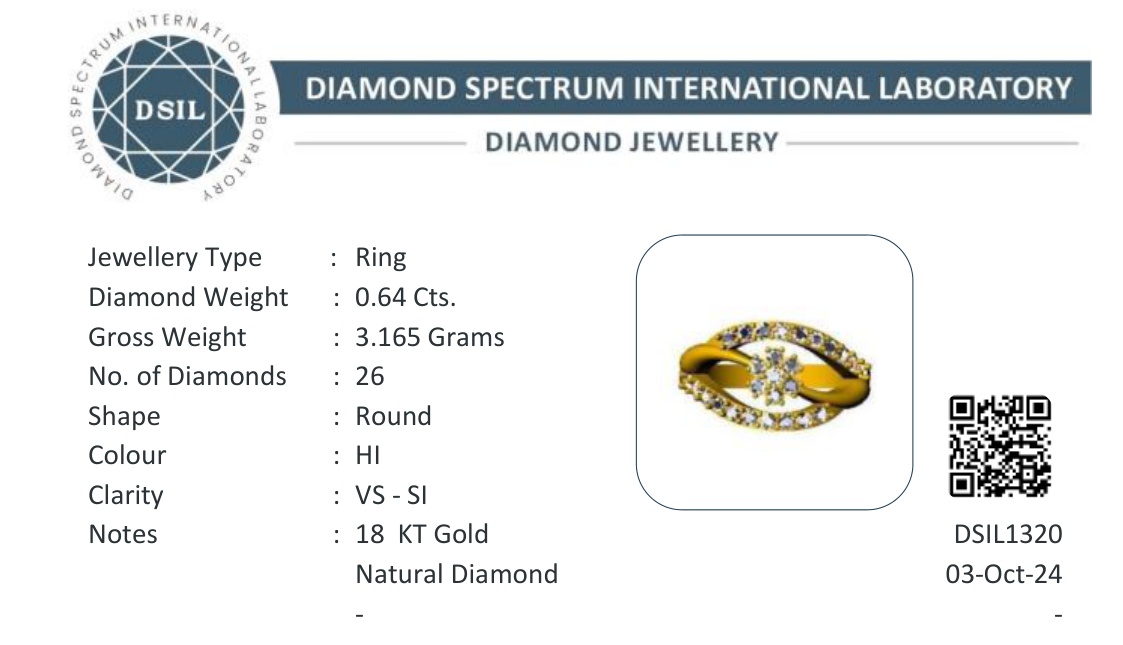 DIAMOND SPECTRUM INTERNATIONAL LABORATORY
DSIL
DIAMOND SPECTRUM INTERNATIONAL LABORATORY
DIAMOND JEWELLERY
Jewellery Type : Ring
Diamond Weight : 0.64 Cts.
Gross Weight : 3.165 Grams
No. of Diamonds : 26
Shape : Round
Colour : HI
Clarity : VS - SI
Notes : 18 KT Gold
DSIL1320
Natural Diamond
03-Oct-24
-
-